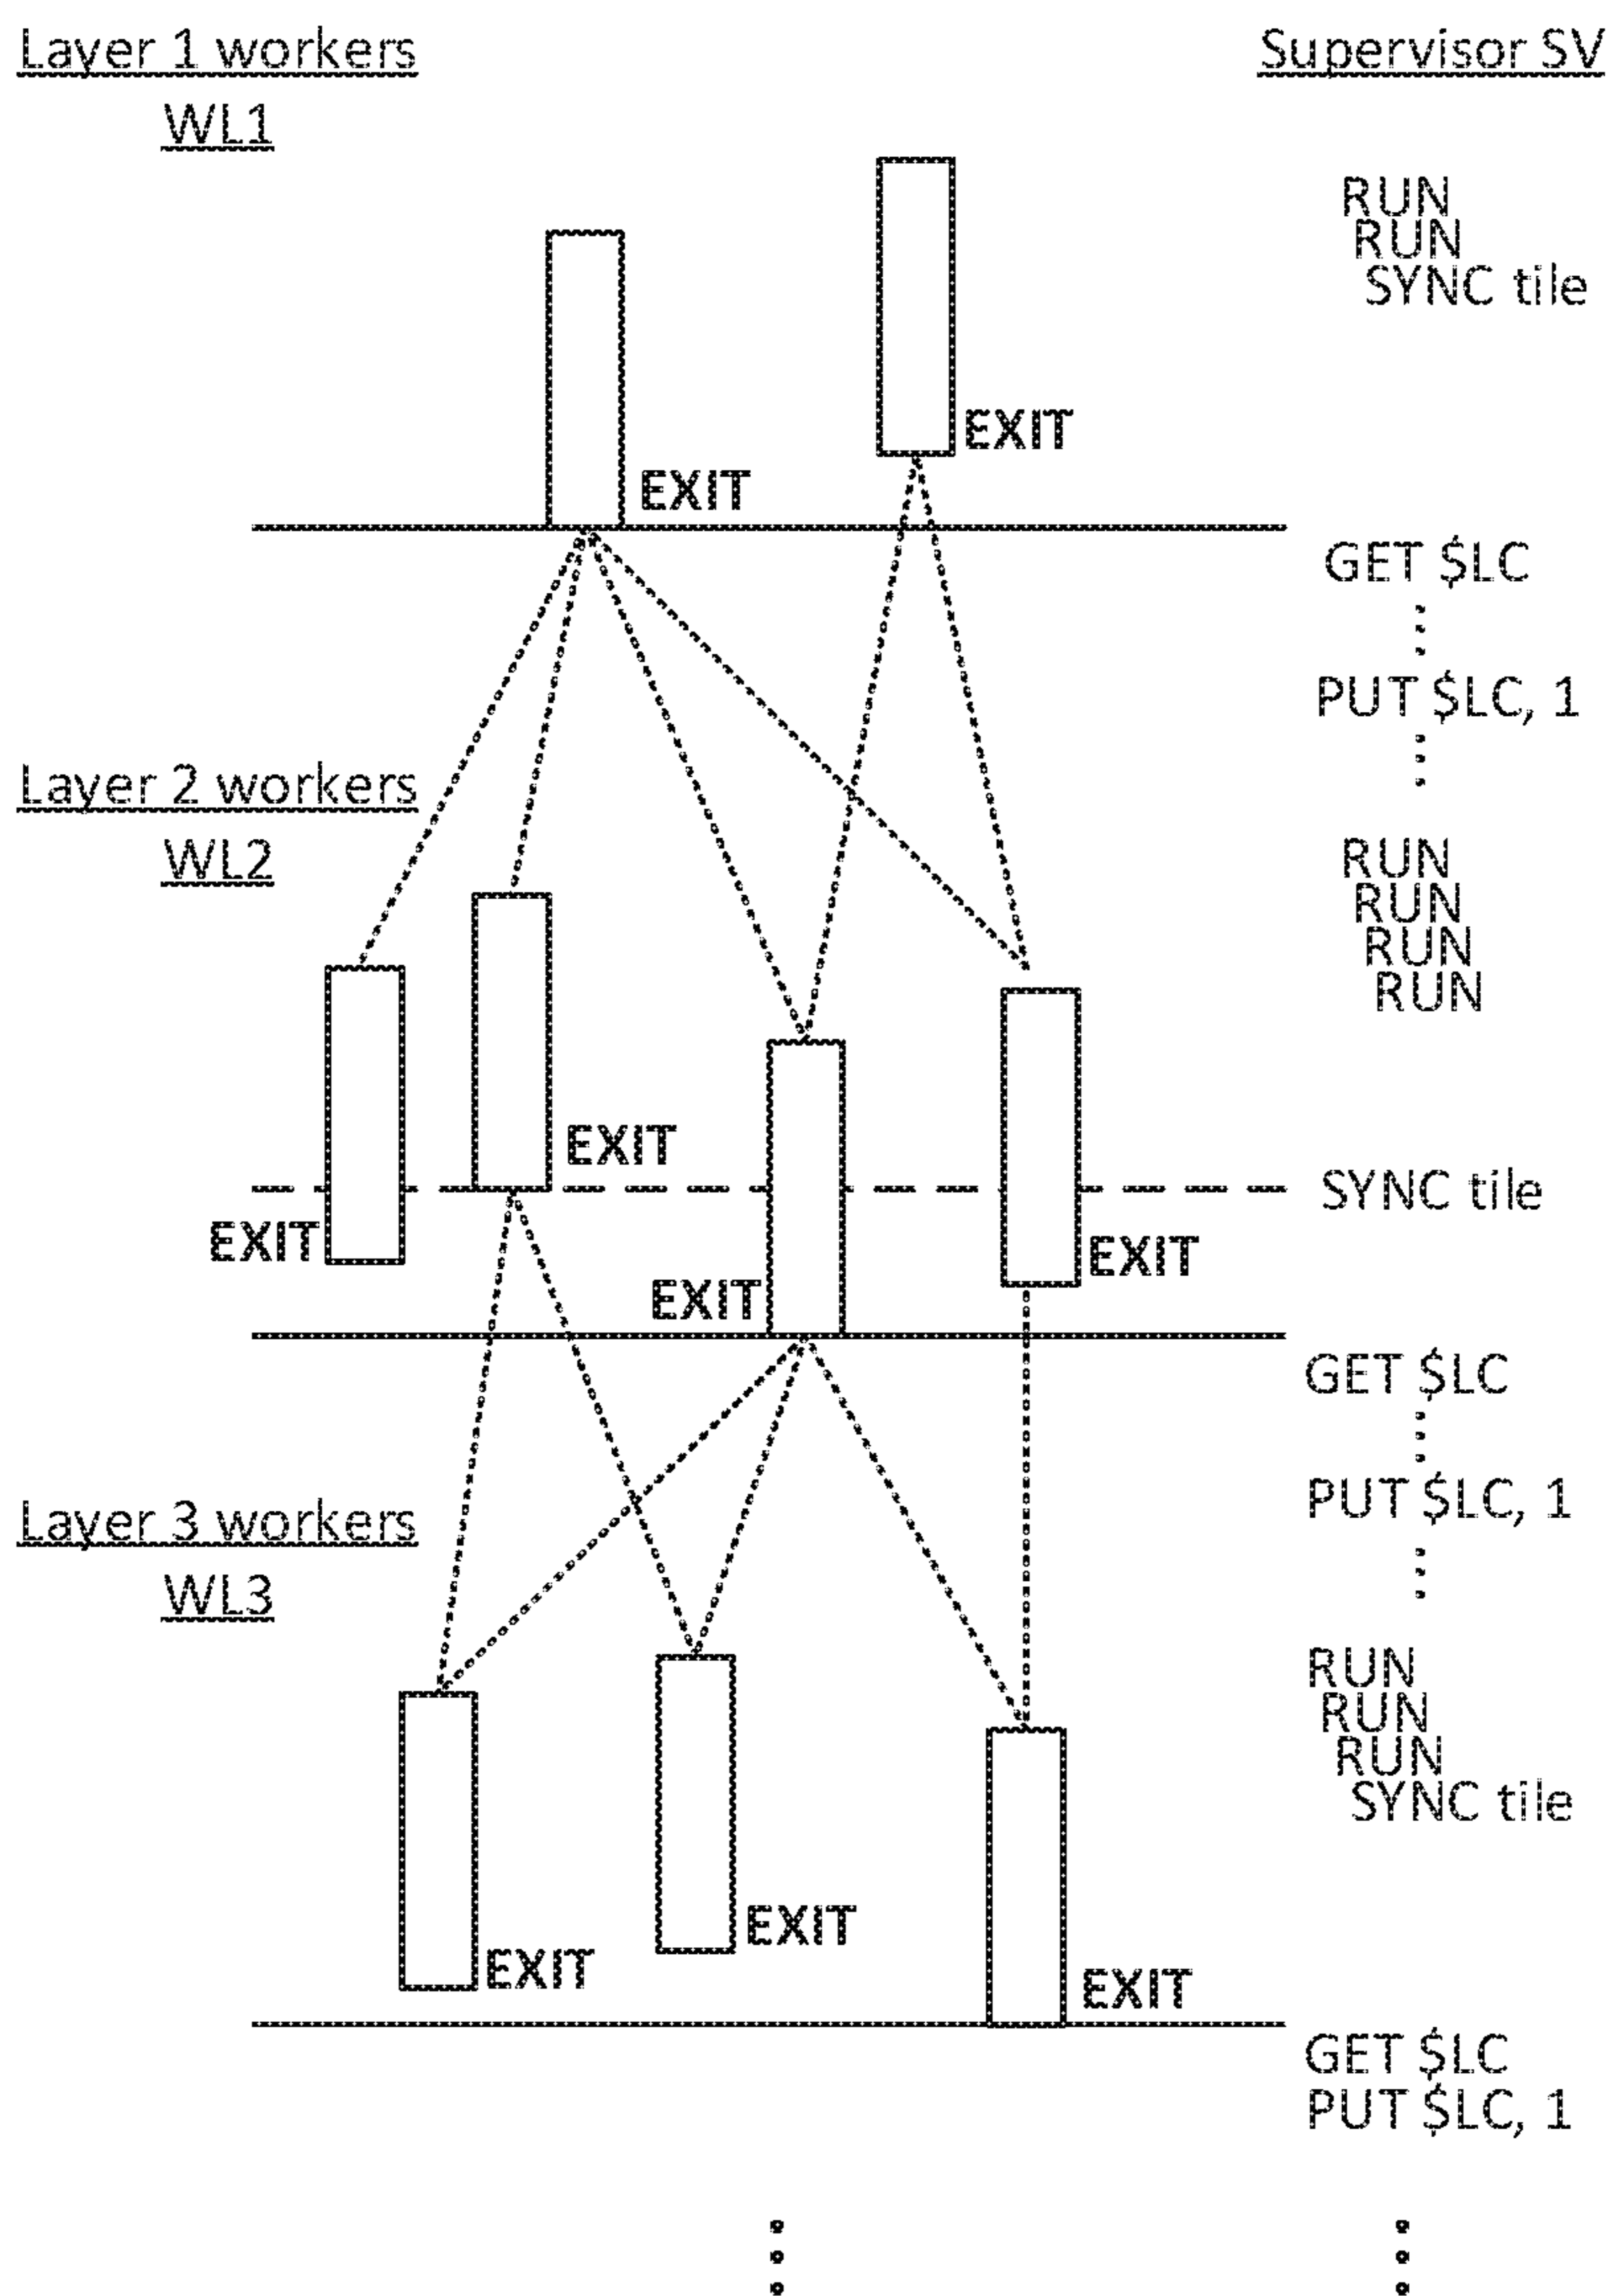 Layer 1 workers
WL1
Supervisor SV
RUN
RUN
SYNC tile
EXIT
EXIT
GET $LC
PUT $LC, 1
Layer 2 workers
WL2
RUN
RUN
RUN
RUN
EXIT
SYNC tile
EXIT
EXIT
EXIT
GET $LC
PUT $LC, 1
Layer 3 workers
WL3
RUN
RUN
RUN
SYNC tile
EXIT
EXIT
EXIT
GET $LC
PUT $LC, 1